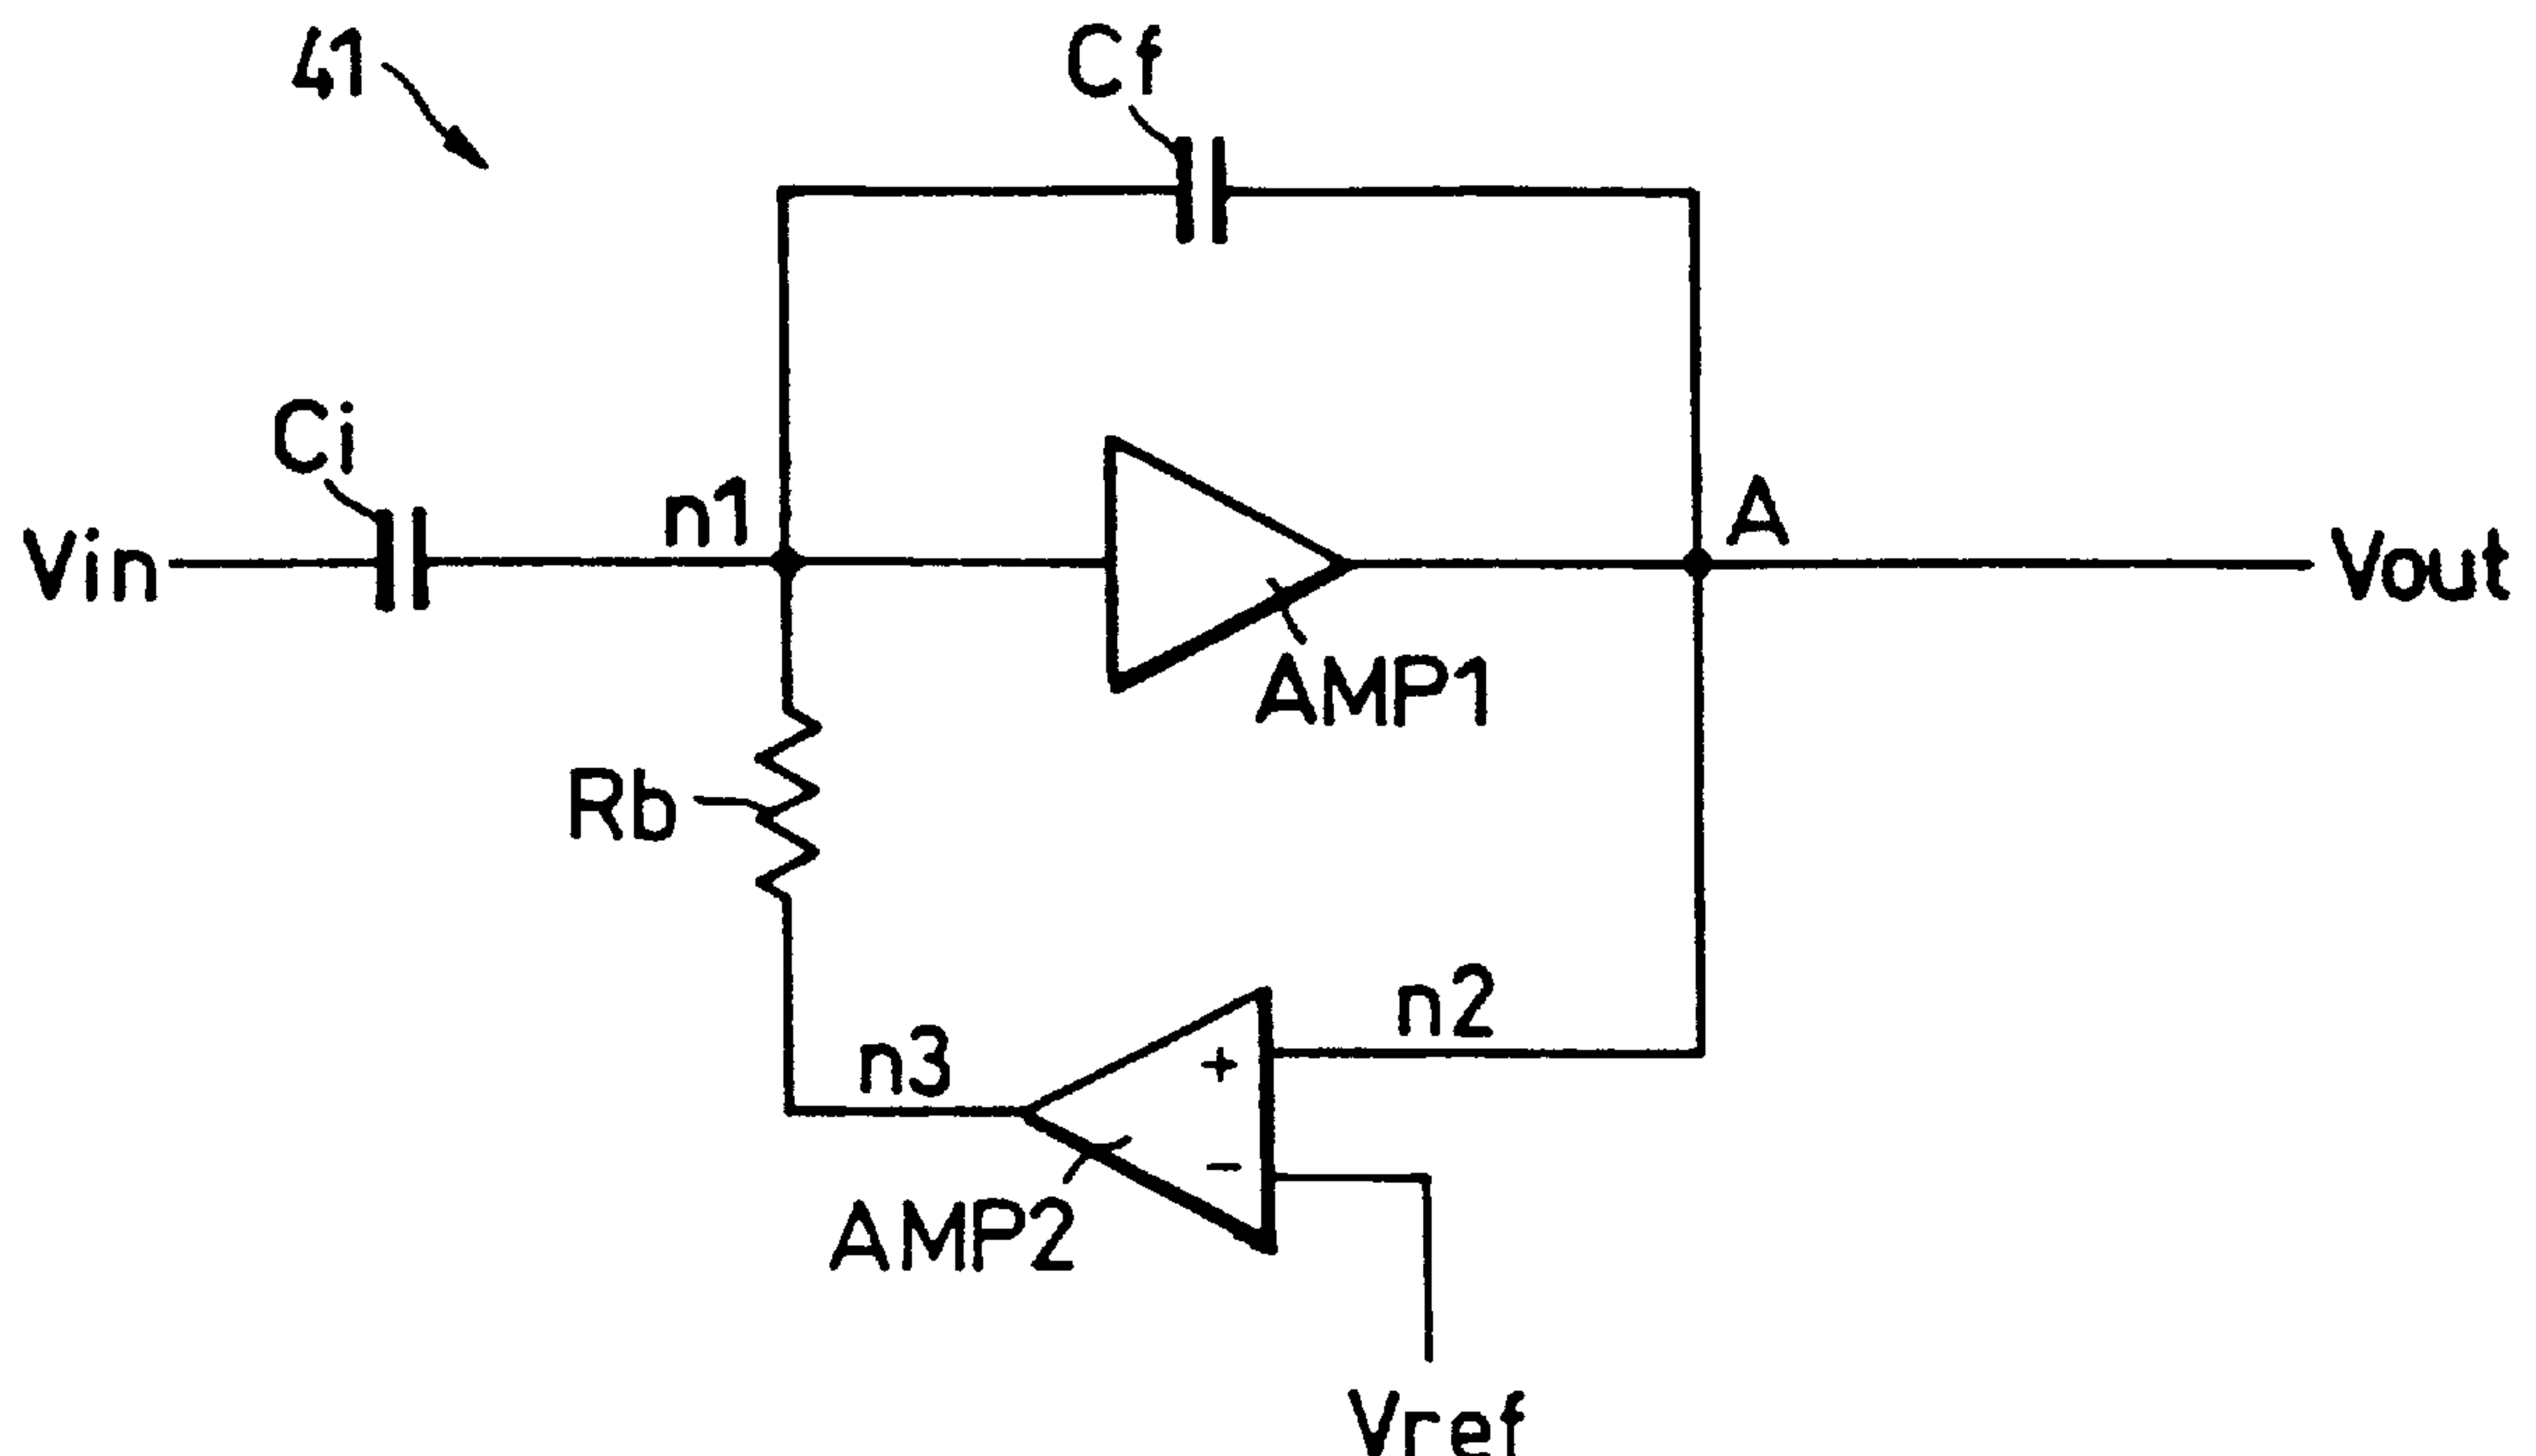 41
Cf
Ci
n1
A
Vin
Vout
AMP1
Rb
n2
n3
+
-
AMP2
Vref